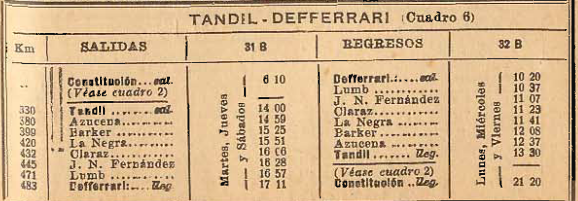 TANDIL - DEFFERRARI (Cuadro 6)
Km SALIDAS 31 B REGRESOS 32 B
.. Constitución... sal. 6 10 Defferrari.:.... sal. 10 20
(Véase cuadro 2) — Lumb .............. 10 37
330 Tandil ......... sal. 14 00 J. N. Fernández 11 07
380 Azucena........... 14 59 Claraz............. 11 23
399 Barker ............ 15 25 La Negra......... 11 41
420 La Negra......... 15 51 Barker ............ 12 08
432 Claraz............. 16 06 Azucena .......... 12 37
445 J. N. Fernández 16 28 Tandil ......... lleg. 13 30
471 Lumb .............. 16 57 (Véase cuadro 2) —
483 Defferrari:.... lleg. 17 11 Constitución .. lleg. 21 20
Martes, Jueves
y Sábados
Lunes, Miércoles
y Viernes